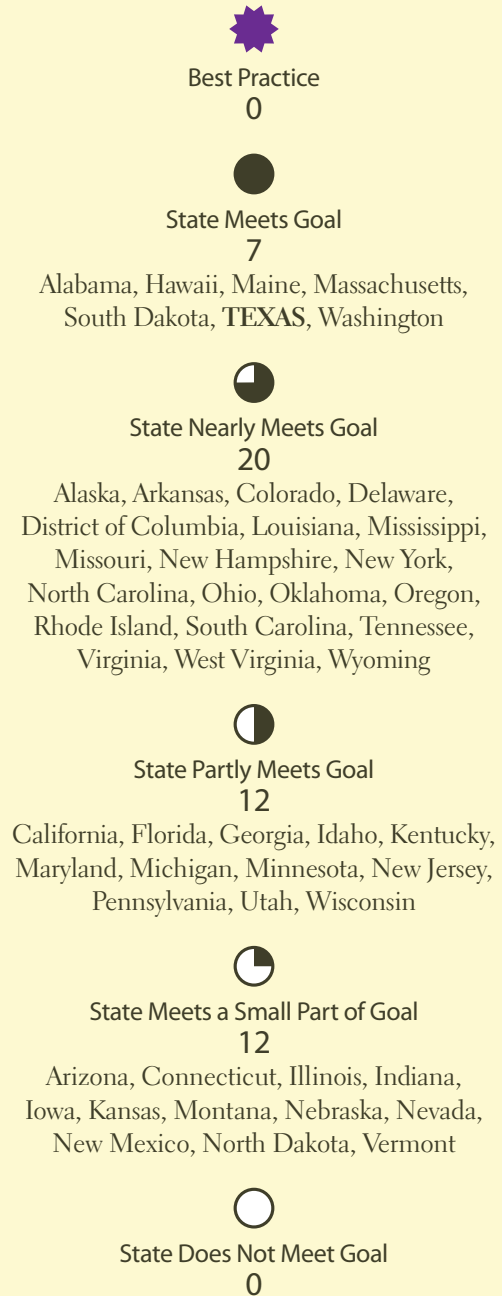 Best Practice
0
State Meets Goal
7
Alabama, Hawaii, Maine, Massachusetts,
South Dakota, TEXAS, Washington
State Nearly Meets Goal
20
Alaska, Arkansas, Colorado, Delaware,
District of Columbia, Louisiana, Mississippi,
Missouri, New Hampshire, New York,
North Carolina, Ohio, Oklahoma, Oregon,
Rhode Island, South Carolina, Tennessee,
Virginia, West Virginia, Wyoming
State Partly Meets Goal
12
California, Florida, Georgia, Idaho, Kentucky,
Maryland, Michigan, Minnesota, New Jersey,
Pennsylvania, Utah, Wisconsin
State Meets a Small Part of Goal
12
Arizona, Connecticut, Illinois, Indiana,
Iowa, Kansas, Montana, Nebraska, Nevada,
New Mexico, North Dakota, Vermont
State Does Not Meet Goal
0